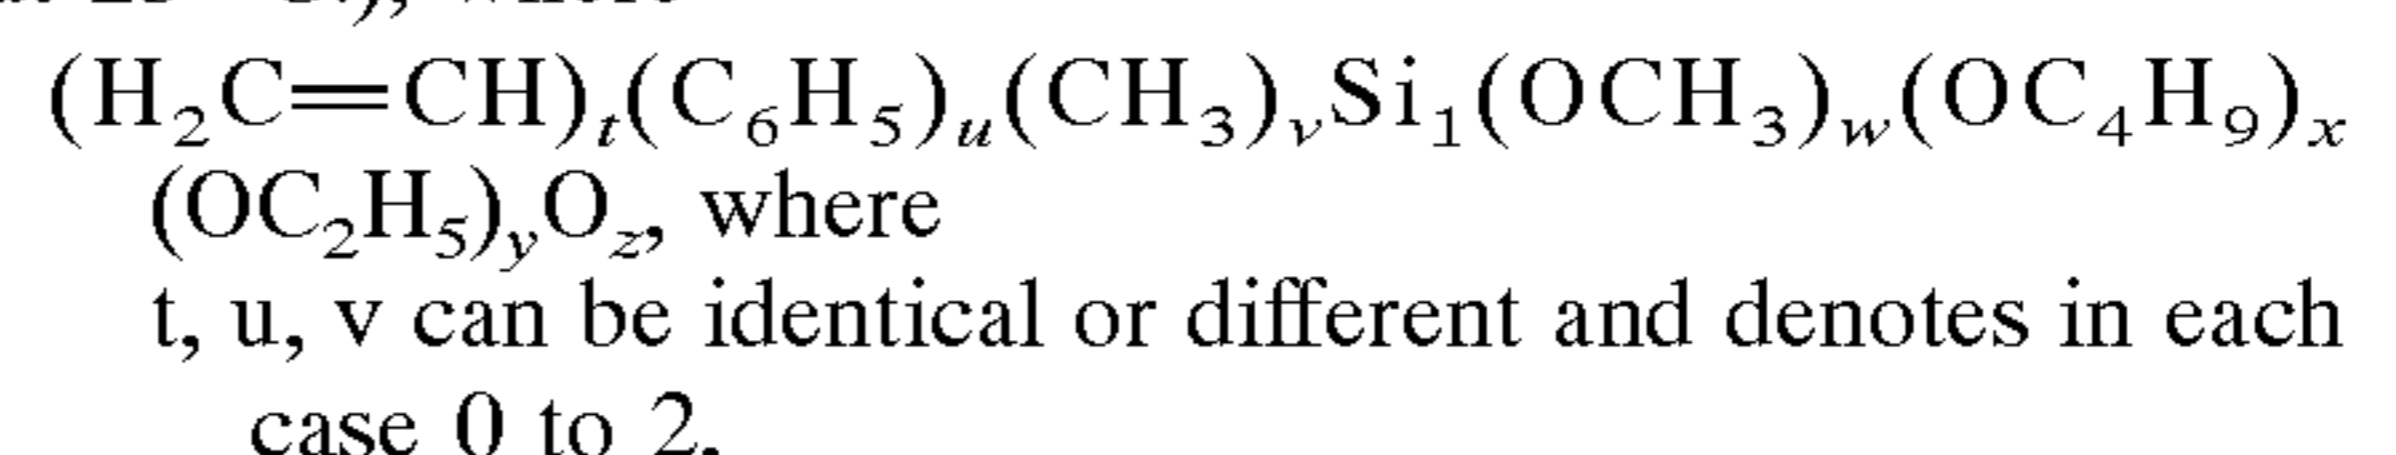 (H₂C=CH)ₜ(C₆H₅)ᵤ(CH₃)ᵥSi₁(OCH₃)w(OC₄H₉)ₓ
(OC₂H₅)yOz, where
t, u, v can be identical or different and denotes in each
case 0 to 2,